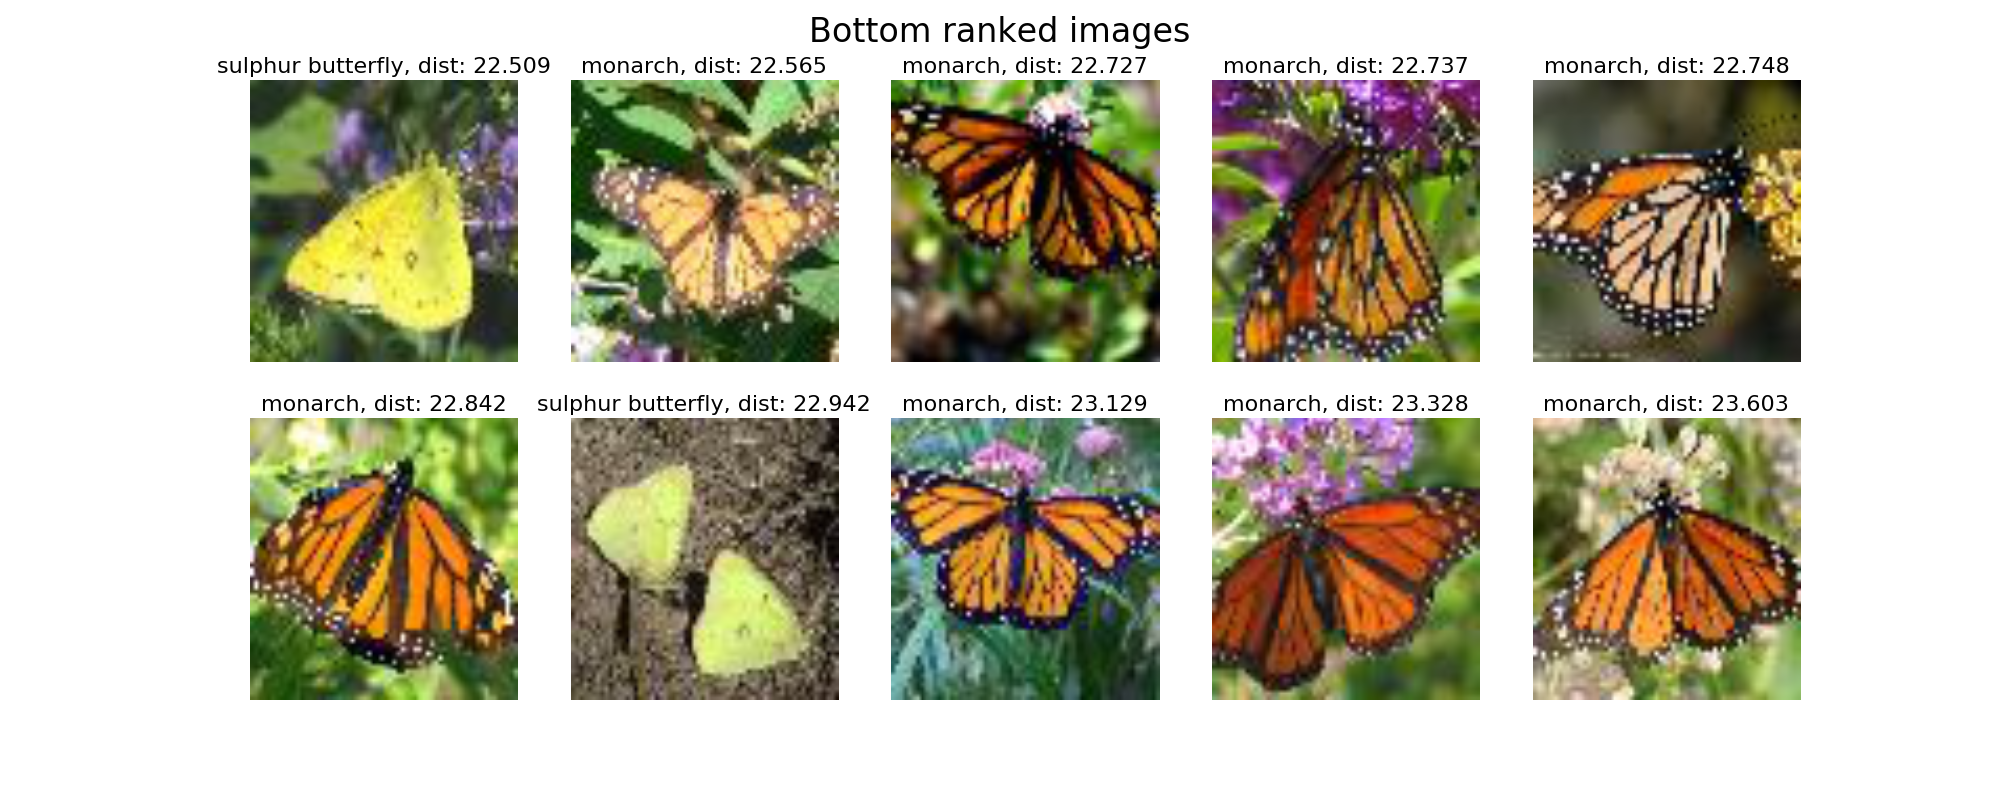 Bottom ranked images
sulphur butterfly, dist: 22.509
monarch, dist: 22.565
monarch, dist: 22.727
monarch, dist: 22.737
monarch, dist: 22.748
monarch, dist: 22.842
sulphur butterfly, dist: 22.942
monarch, dist: 23.129
monarch, dist: 23.328
monarch, dist: 23.603